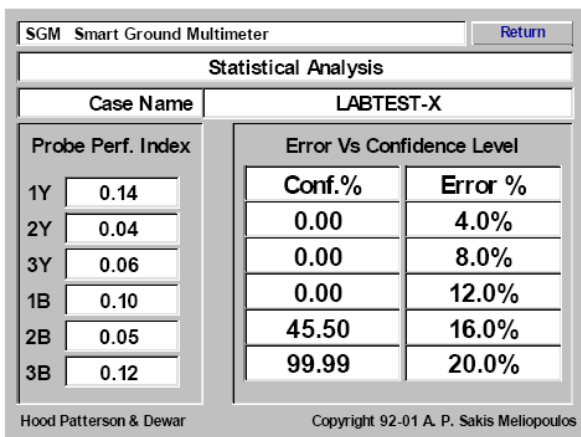 SGM Smart Ground Multimeter Return
Statistical Analysis
Case Name LABTEST-X
Probe Perf. Index
1Y 0.14
2Y 0.04
3Y 0.06
1B 0.10
2B 0.05
3B 0.12
Error Vs Confidence Level
Conf.% Error %
0.00 4.0%
0.00 8.0%
0.00 12.0%
45.50 16.0%
99.99 20.0%
Hood Patterson & Dewar Copyright 92-01 A. P. Sakis Meliopoulos